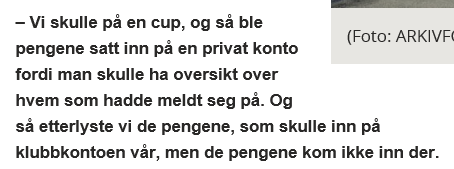 – Vi skulle på en cup, og så ble
pengene satt inn på en privat konto
fordi man skulle ha oversikt over
hvem som hadde meldt seg på. Og
så etterlyste vi de pengene, som skulle inn på
klubbkontoen vår, men de pengene kom ikke inn der.
(Foto: ARKIVFO